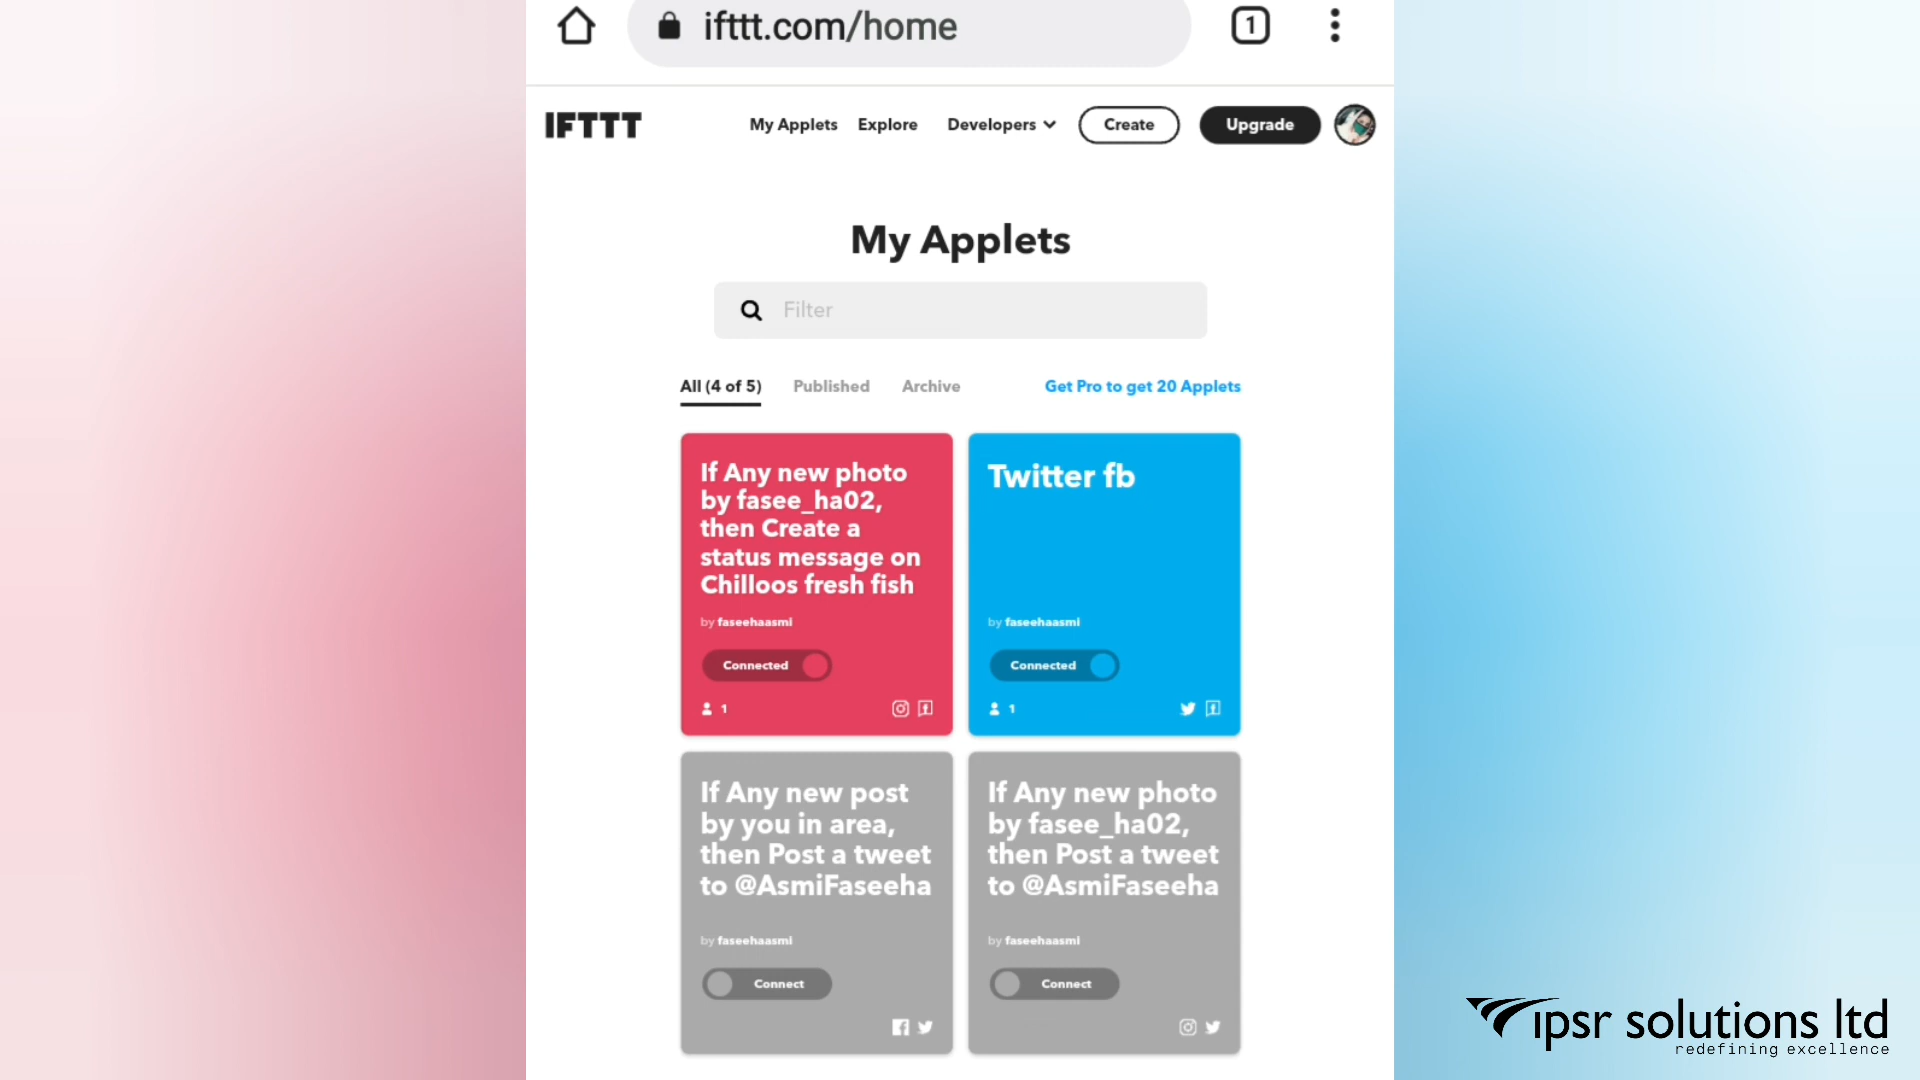 ifttt.com/home
1
IFTTT
My Applets
Explore
Developers
Create
Upgrade
My Applets
Filter
All (4 of 5)
Published
Archive
Get Pro to get 20 Applets
If Any new photo
by fasee_ha02,
then Create a
status message on
Chilloos fresh fish
by faseehaasmi
Connected
1
Twitter fb
by faseehaasmi
Connected
1
If Any new post
by you in area,
then Post a tweet
to @AsmiFaseeha
by faseehaasmi
Connect
If Any new photo
by fasee_ha02,
then Post a tweet
to @AsmiFaseeha
by faseehaasmi
Connect
ipsr solutions ltd
redefining excellence